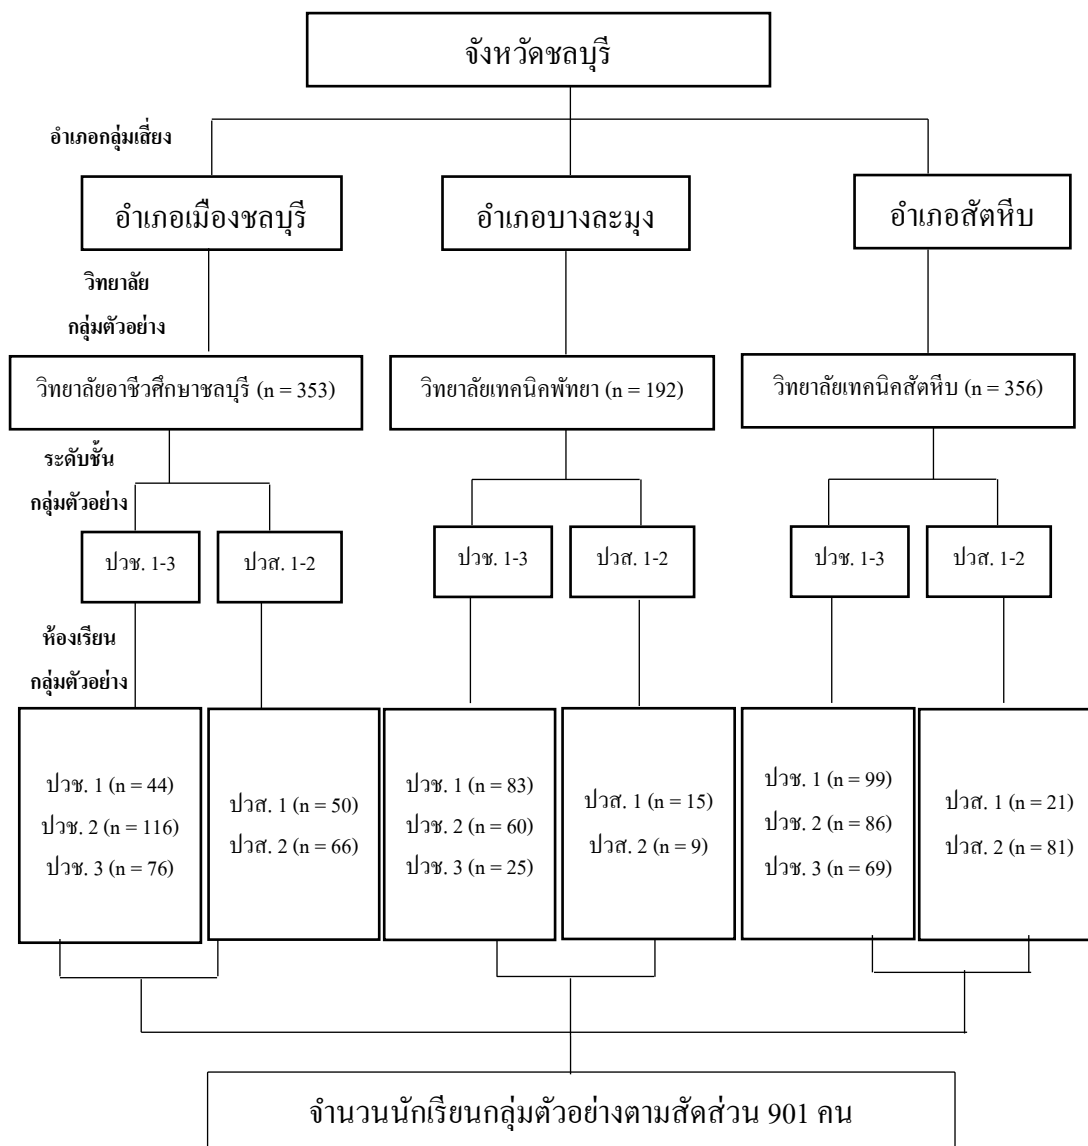 จังหวัดชลบุรี
อำเภอกลุ่มเสี่ยง
อำเภอเมืองชลบุรี
อำเภอบางละมุง
อำเภอสัตหีบ
วิทยาลัย
กลุ่มตัวอย่าง
วิทยาลัยอาชีวศึกษาชลบุรี (n = 353)
วิทยาลัยเทคนิคพัทยา (n = 192)
วิทยาลัยเทคนิคสัตหีบ (n = 356)
ระดับชั้น
กลุ่มตัวอย่าง
ปวช. 1-3
ปวส. 1-2
ปวช. 1-3
ปวส. 1-2
ปวช. 1-3
ปวส. 1-2
ห้องเรียน
กลุ่มตัวอย่าง
ปวช. 1 (n = 44)
ปวช. 2 (n = 116)
ปวช. 3 (n = 76)
ปวส. 1 (n = 50)
ปวส. 2 (n = 66)
ปวช. 1 (n = 83)
ปวช. 2 (n = 60)
ปวช. 3 (n = 25)
ปวส. 1 (n = 15)
ปวส. 2 (n = 9)
ปวช. 1 (n = 99)
ปวช. 2 (n = 86)
ปวช. 3 (n = 69)
ปวส. 1 (n = 21)
ปวส. 2 (n = 81)
จำนวนนักเรียนกลุ่มตัวอย่างตามสัดส่วน 901 คน